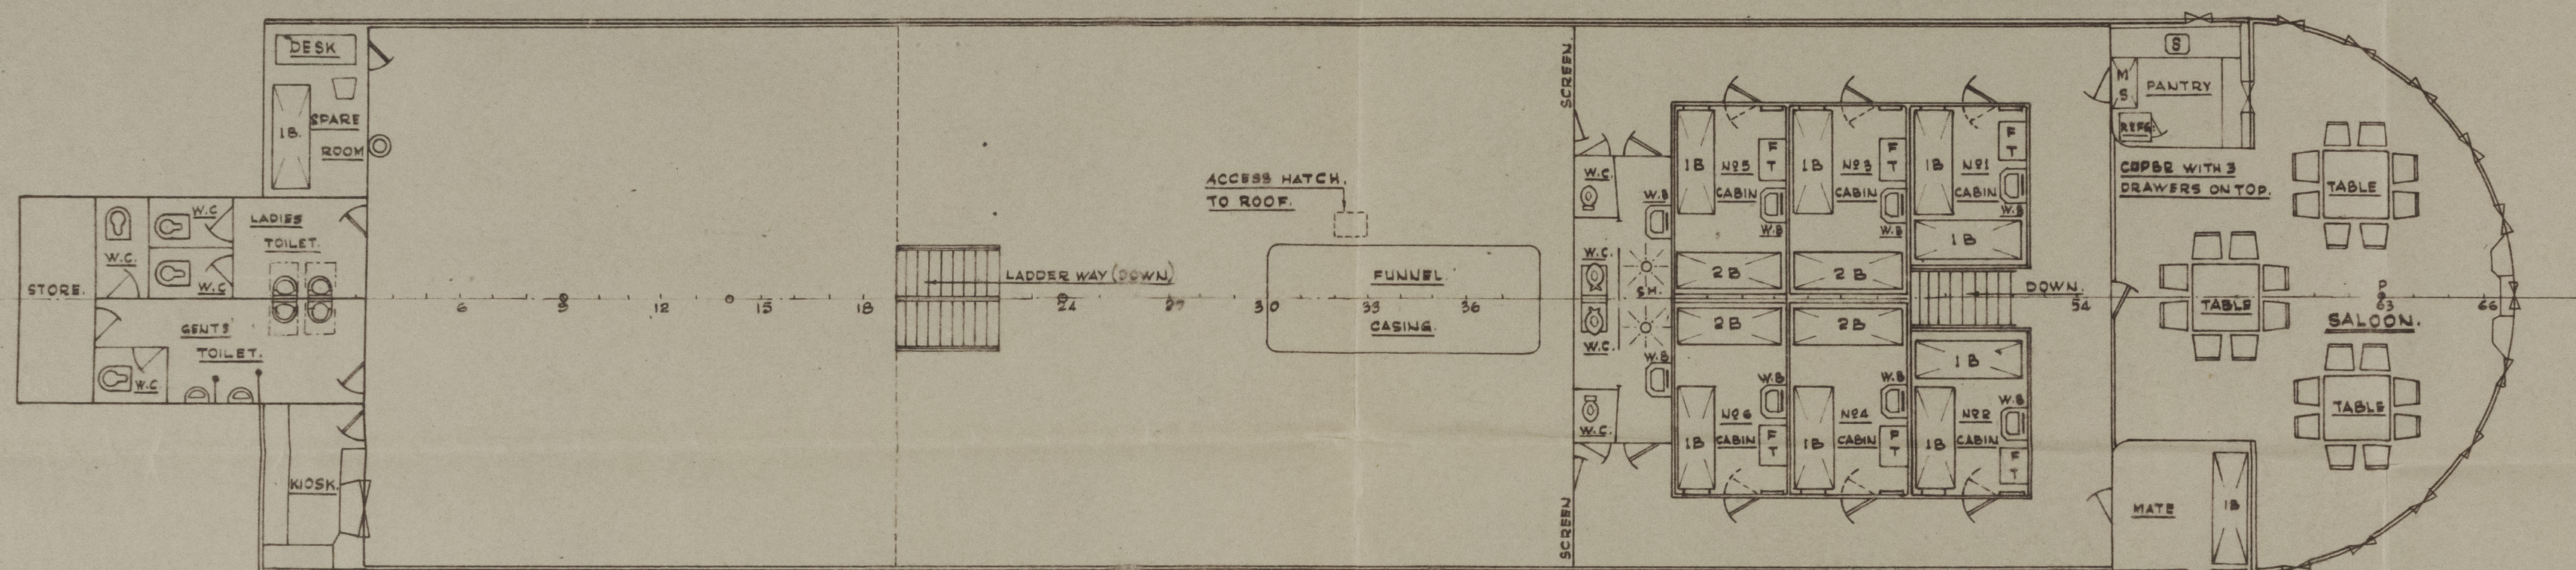 DESK
1B.
SPARE
ROOM
STORE.
W.C.
W.C
W.C
LADIES
TOILET.
GENTS'
TOILET.
W.C.
KIOSK.
6
9
12
15
18
LADDER WAY (DOWN)
24
27
30
33
36
ACCESS HATCH.
TO ROOF.
FUNNEL
CASING.
SCREEN.
SCREEN
W.C.
W.B
W.C.
SH.
W.C.
W.B
W.C.
1B
No5
CABIN
F
T
W.B
2B
1B
No3
CABIN
F
T
W.B
2B
1B
No1
CABIN
F
T
W.B
1B
2B
W.B
1B
No6
CABIN
F
T
2B
W.B
1B
No4
CABIN
F
T
1B
W.B
1B
No2
CABIN
F
T
DOWN.
54
S
M
S
PANTRY
REFG.
COPBR WITH 3
DRAWERS ON TOP.
TABLE
TABLE
TABLE
P
63
66
SALOON.
MATE
1B